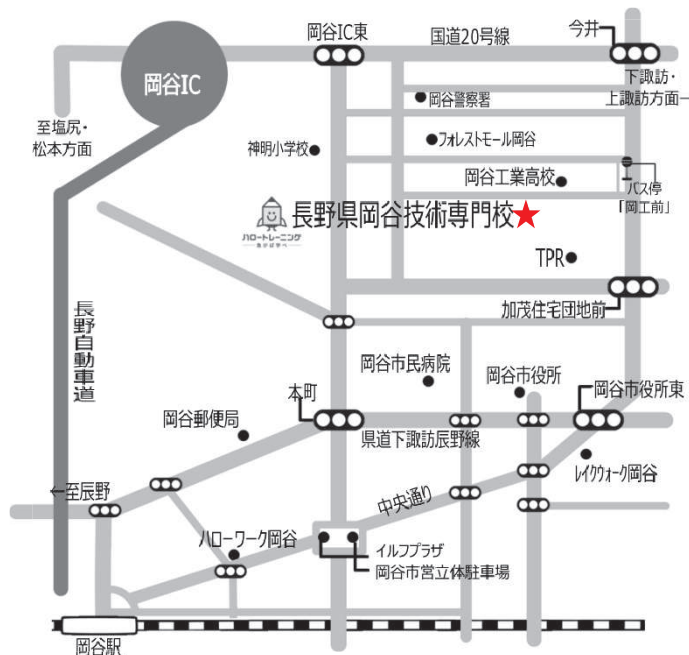 岡谷IC東
国道20号線
今井
岡谷IC
下諏訪・
上諏訪方面→
岡谷警察署
至塩尻・
松本方面
神明小学校
フォレストモール岡谷
岡谷工業高校
バス停
「岡工前」
長野県岡谷技術専門校
ハロートレーニング
TPR
長野自動車道
加茂住宅団地前
岡谷市民病院
岡谷市役所
本町
岡谷市役所東
岡谷郵便局
県道下諏訪辰野線
レイクウォーク岡谷
←至辰野
中央通り
ハローワーク岡谷
イルフプラザ
岡谷市営立体駐車場
岡谷駅